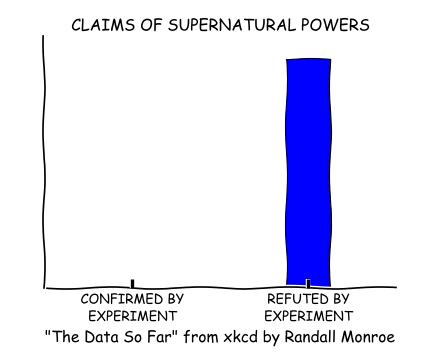 CLAIMS OF SUPERNATURAL POWERS
CONFIRMED BY
EXPERIMENT
REFUTED BY
EXPERIMENT
"The Data So Far" from xkcd by Randall Monroe